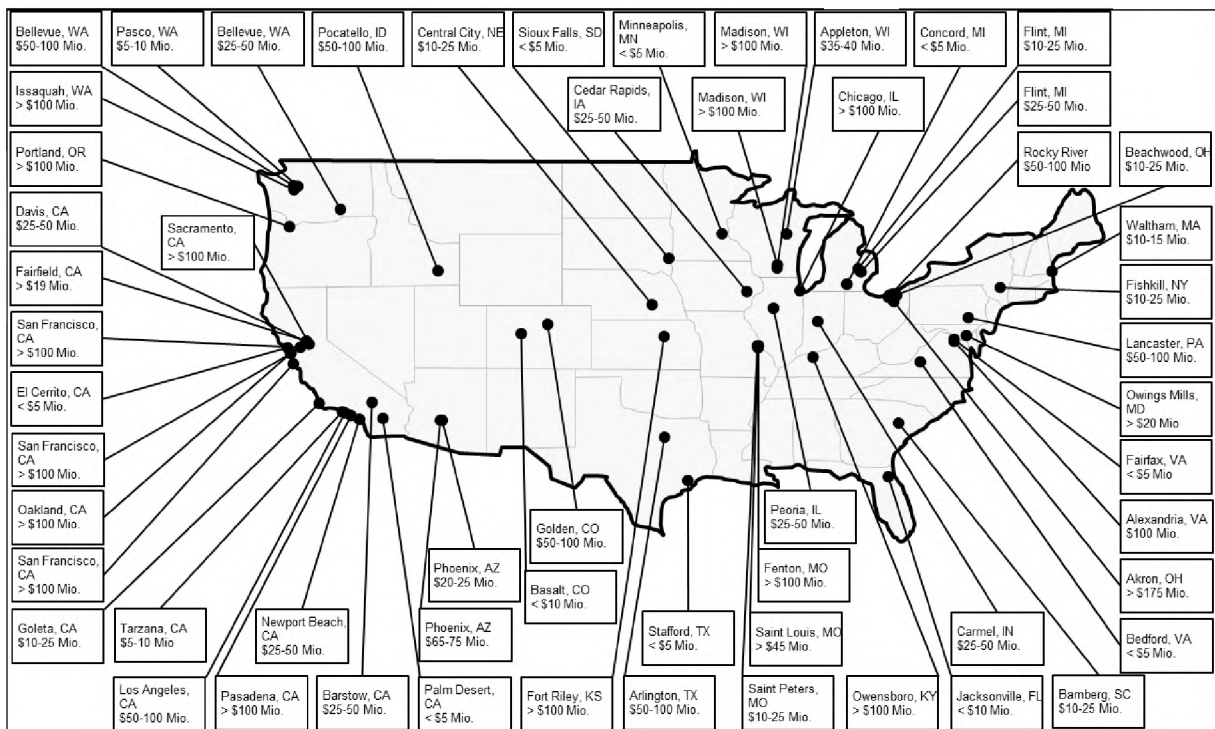 Bellevue, WA
$50-100 Mio.
Pasco, WA
$5-10 Mio.
Bellevue, WA
$25-50 Mio.
Pocatello, ID
$50-100 Mio.
Central City, NE
$10-25 Mio.
Sioux Falls, SD
< $5 Mio.
Minneapolis,
MN
< $5 Mio.
Madison, WI
> $100 Mio.
Appleton, WI
$35-40 Mio.
Concord, MI
< $5 Mio.
Flint, MI
$10-25 Mio.
Issaquah, WA
> $100 Mio.
Cedar Rapids,
IA
$25-50 Mio.
Madison, WI
> $100 Mio.
Chicago, IL
> $100 Mio.
Flint, MI
$25-50 Mio.
Portland, OR
> $100 Mio.
Rocky River
$50-100 Mio
Beachwood, OH
$10-25 Mio.
Davis, CA
$25-50 Mio.
Sacramento,
CA
> $100 Mio.
Waltham, MA
$10-15 Mio.
Fairfield, CA
> $19 Mio.
Fishkill, NY
$10-25 Mio.
San Francisco,
CA
> $100 Mio.
Lancaster, PA
$50-100 Mio.
El Cerrito, CA
< $5 Mio.
Owings Mills,
MD
> $20 Mio
San Francisco,
CA
> $100 Mio.
Fairfax, VA
< $5 Mio
Oakland, CA
> $100 Mio.
Golden, CO
$50-100 Mio.
Peoria, IL
$25-50 Mio.
Alexandria, VA
$100 Mio.
San Francisco,
CA
> $100 Mio.
Phoenix, AZ
$20-25 Mio.
Basalt, CO
< $10 Mio.
Fenton, MO
> $100 Mio.
Akron, OH
> $175 Mio.
Goleta, CA
$10-25 Mio.
Tarzana, CA
$5-10 Mio
Newport Beach,
CA
$25-50 Mio.
Phoenix, AZ
$65-75 Mio.
Stafford, TX
< $5 Mio.
Saint Louis, MO
> $45 Mio.
Carmel, IN
$25-50 Mio.
Bedford, VA
< $5 Mio.
Los Angeles,
CA
$50-100 Mio.
Pasadena, CA
> $100 Mio.
Barstow, CA
$25-50 Mio.
Palm Desert,
CA
< $5 Mio.
Fort Riley, KS
> $100 Mio.
Arlington, TX
$50-100 Mio.
Saint Peters,
MO
$10-25 Mio.
Owensboro, KY
> $100 Mio.
Jacksonville, FL
< $10 Mio.
Bamberg, SC
$10-25 Mio.